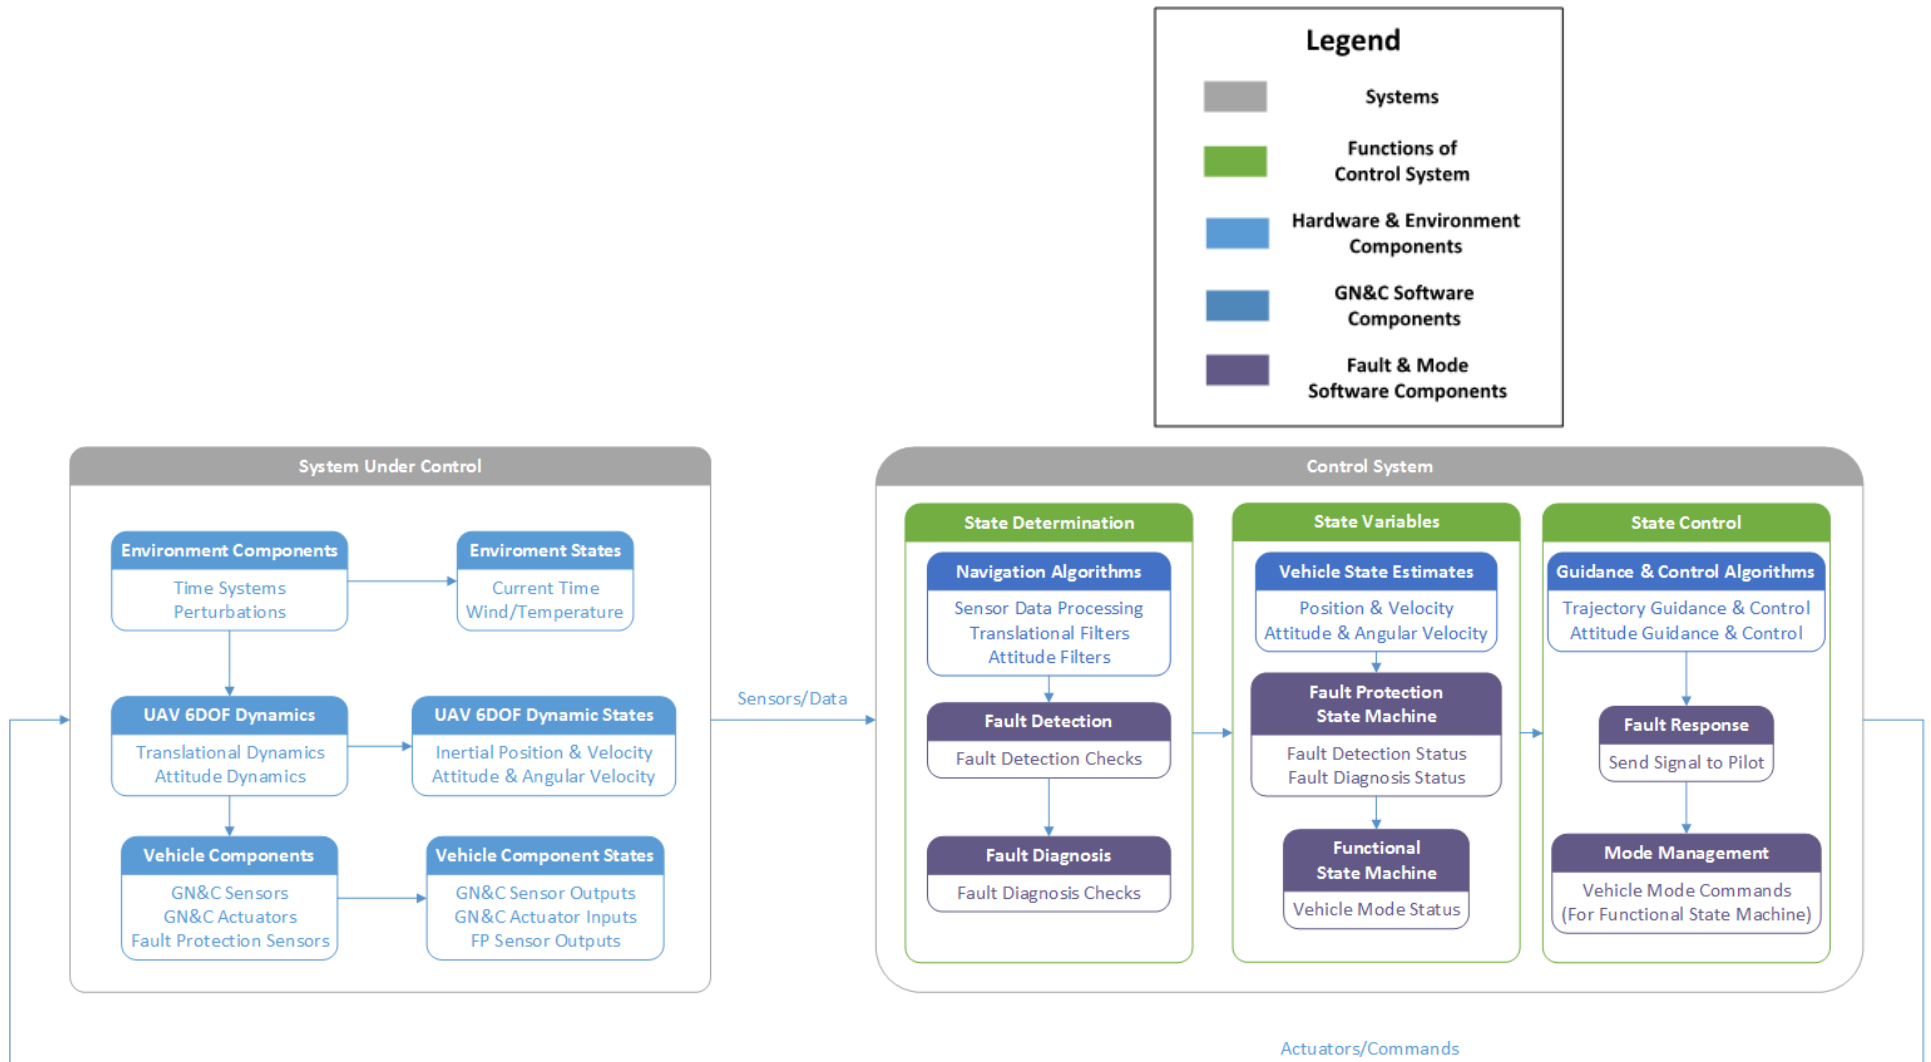 Legend
Systems
Functions of
Control System
Hardware & Environment
Components
GN&C Software
Components
Fault & Mode
Software Components
System Under Control
Environment Components
Time Systems
Perturbations
Enviroment States
Current Time
Wind/Temperature
UAV 6DOF Dynamics
Translational Dynamics
Attitude Dynamics
UAV 6DOF Dynamic States
Inertial Position & Velocity
Attitude & Angular Velocity
Vehicle Components
GN&C Sensors
GN&C Actuators
Fault Protection Sensors
Vehicle Component States
GN&C Sensor Outputs
GN&C Actuator Inputs
FP Sensor Outputs
Sensors/Data
Control System
State Determination
Navigation Algorithms
Sensor Data Processing
Translational Filters
Attitude Filters
Fault Detection
Fault Detection Checks
Fault Diagnosis
Fault Diagnosis Checks
State Variables
Vehicle State Estimates
Position & Velocity
Attitude & Angular Velocity
Fault Protection
State Machine
Fault Detection Status
Fault Diagnosis Status
Functional
State Machine
Vehicle Mode Status
State Control
Guidance & Control Algorithms
Trajectory Guidance & Control
Attitude Guidance & Control
Fault Response
Send Signal to Pilot
Mode Management
Vehicle Mode Commands
(For Functional State Machine)
Actuators/Commands